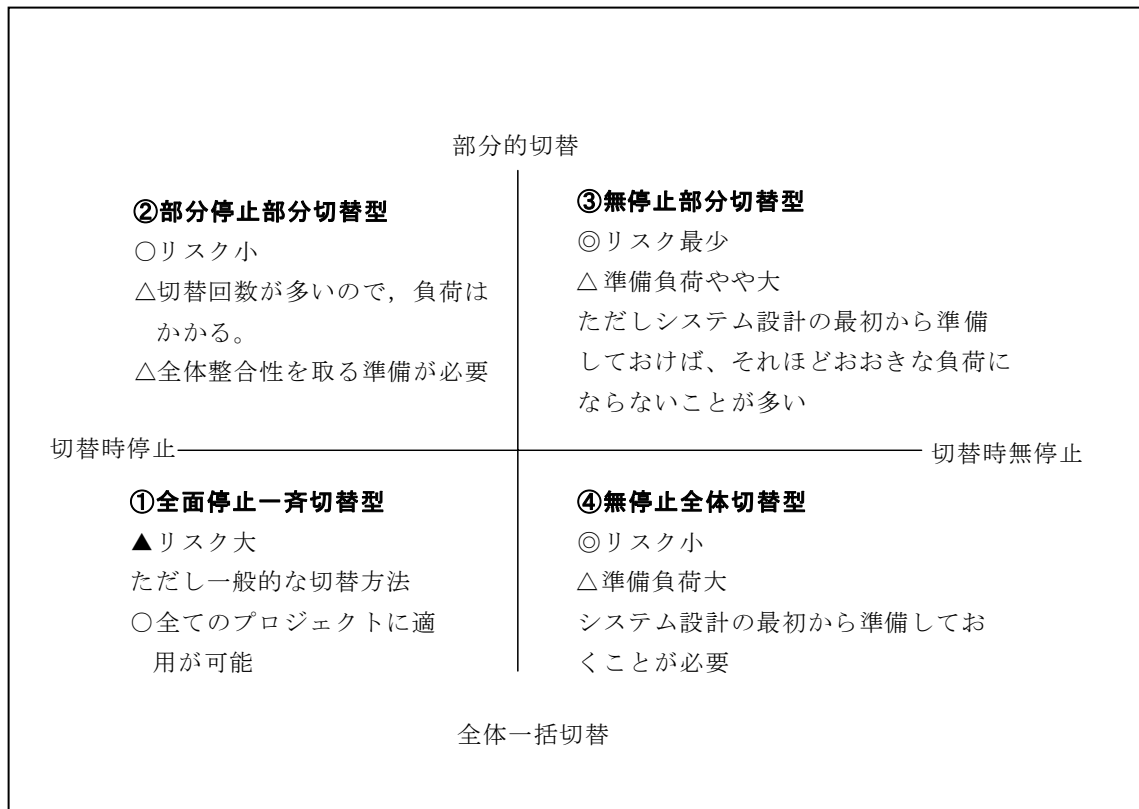 部分的切替
②部分停止部分切替型
○リスク小
△切替回数が多いので，負荷は
かかる。
△全体整合性を取る準備が必要
③無停止部分切替型
◎リスク最少
△準備負荷やや大
ただしシステム設計の最初から準備
しておけば、それほどおおきな負荷に
ならないことが多い
切替時停止
切替時無停止
①全面停止一斉切替型
▲リスク大
ただし一般的な切替方法
○全てのプロジェクトに適
用が可能
④無停止全体切替型
◎リスク小
△準備負荷大
システム設計の最初から準備してお
くことが必要
全体一括切替